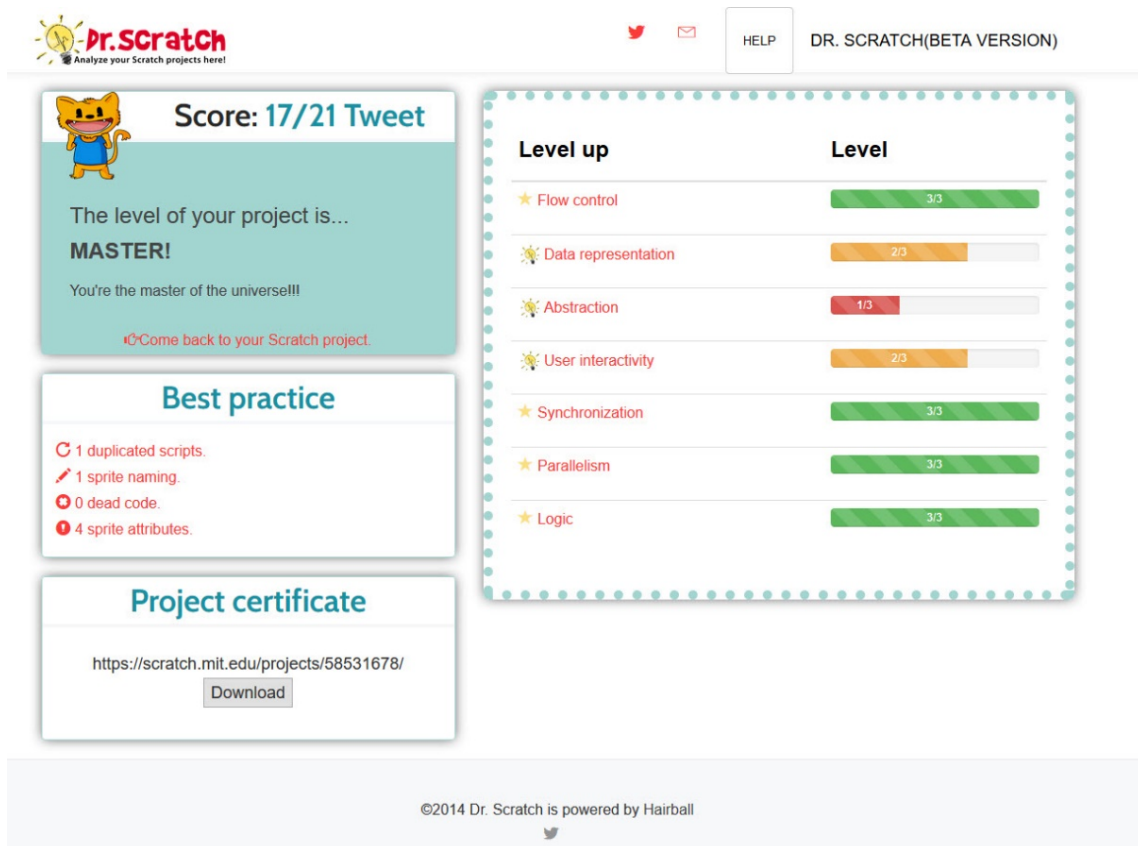 Dr.Scratch
Analyze your Scratch projects here!
HELP
DR. SCRATCH(BETA VERSION)
Score: 17/21 Tweet
The level of your project is...
MASTER!
You're the master of the universe!!!
Come back to your Scratch project.
Best practice
1 duplicated scripts.
1 sprite naming.
0 dead code.
4 sprite attributes.
Project certificate
https://scratch.mit.edu/projects/58531678/
Download
Level up Level
Flow control 3/3
Data representation 2/3
Abstraction 1/3
User interactivity 2/3
Synchronization 3/3
Parallelism 3/3
Logic 3/3
©2014 Dr. Scratch is powered by Hairball